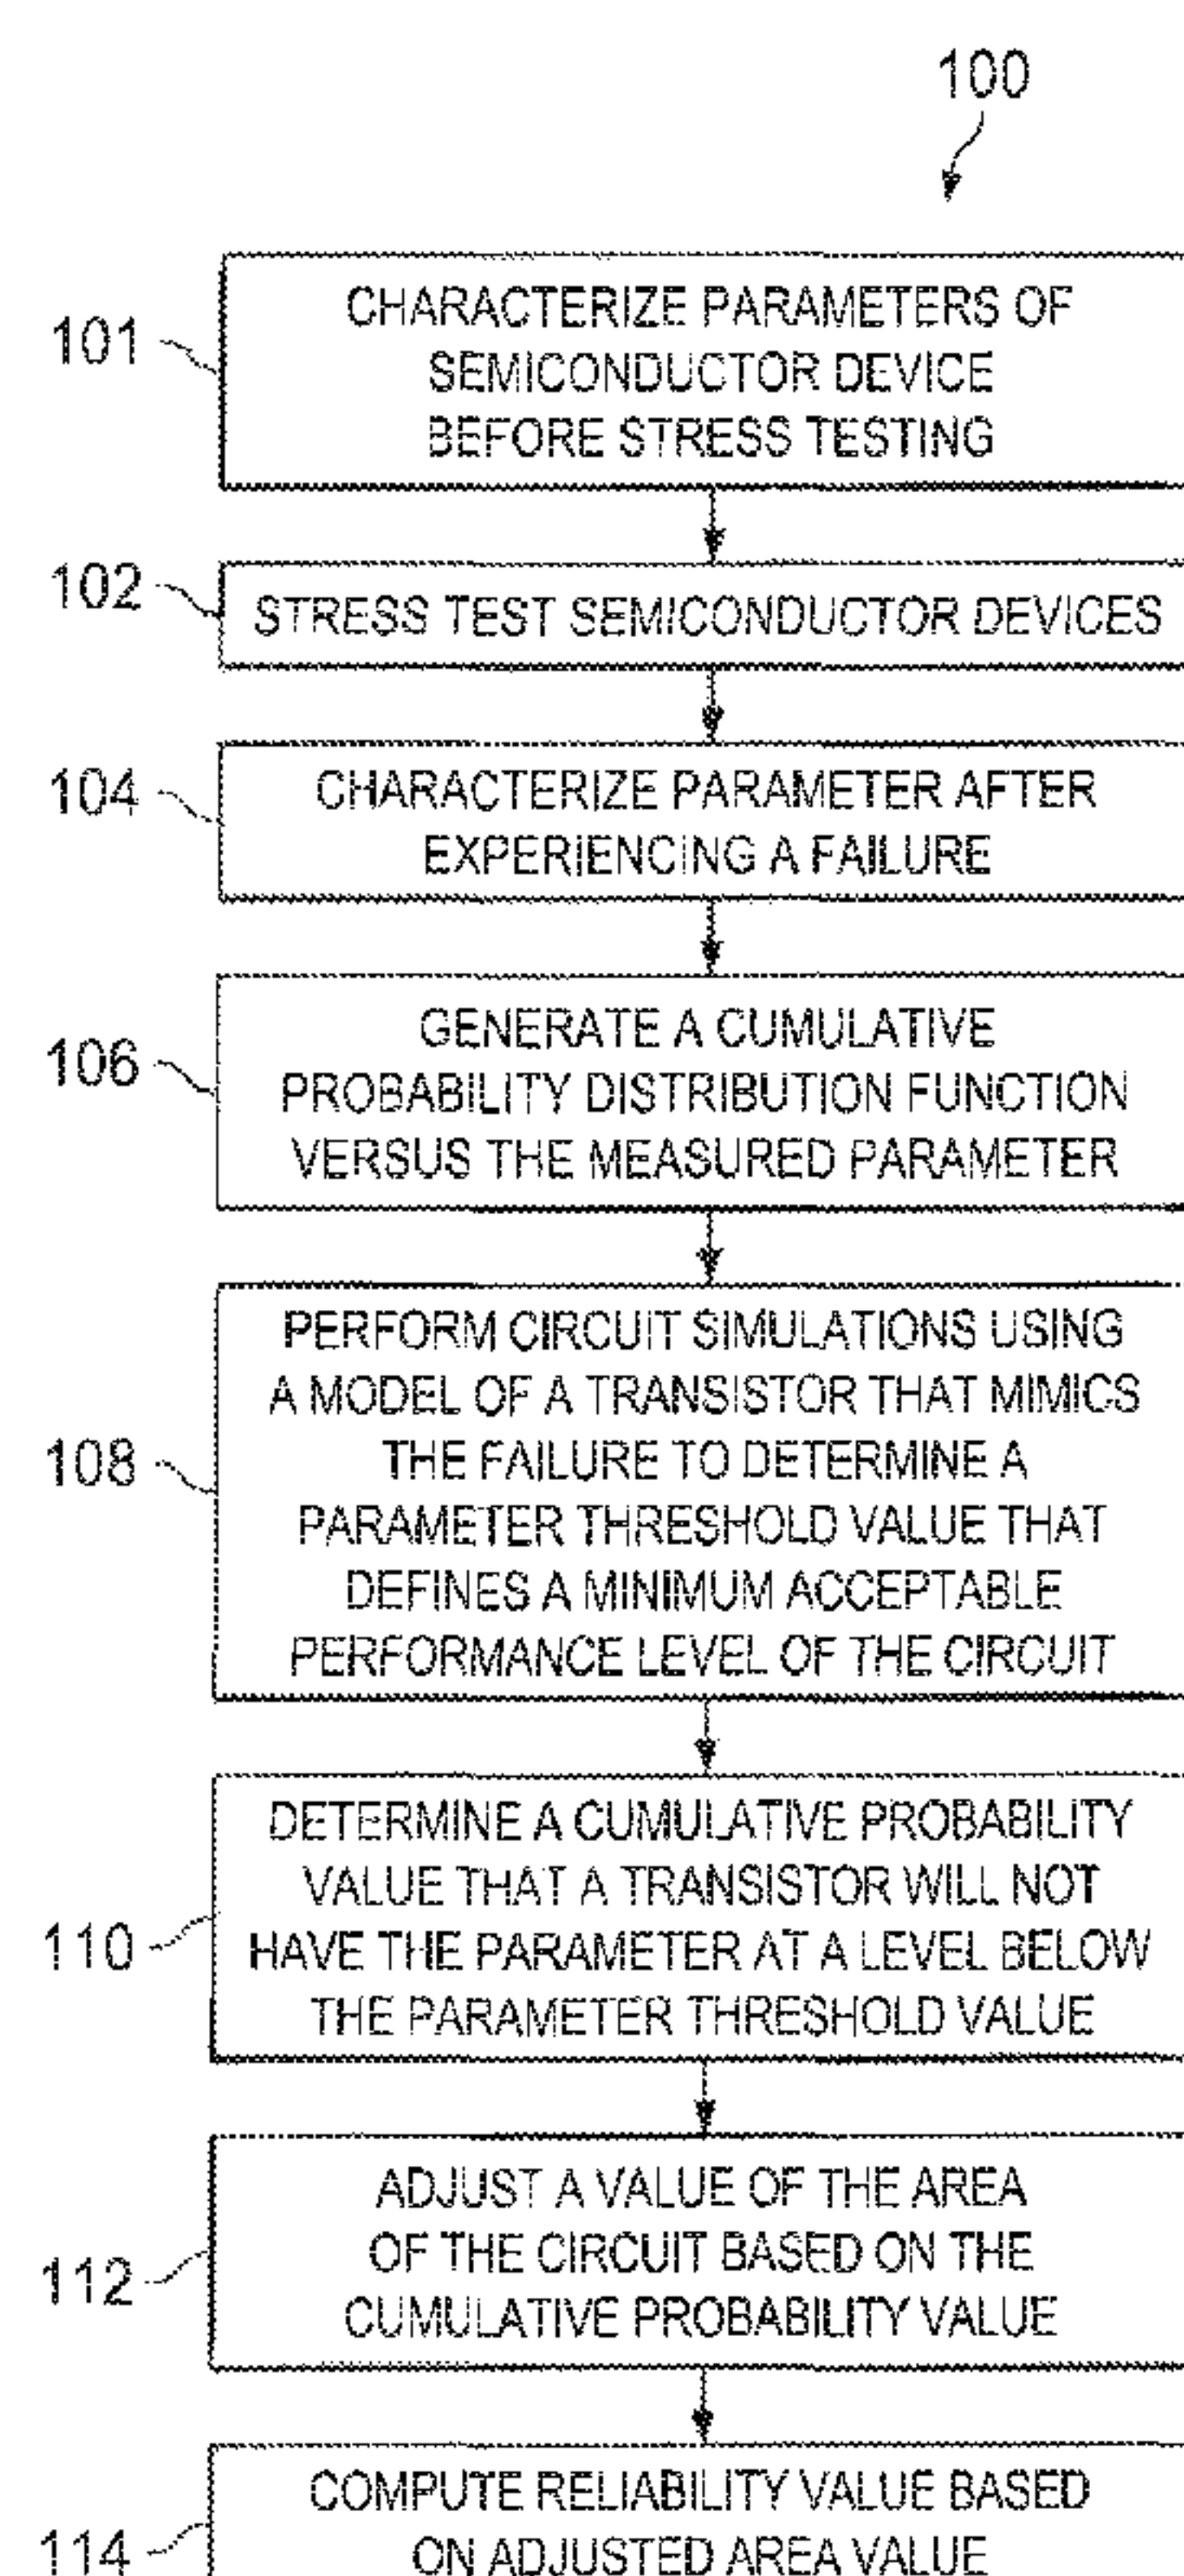 100
101
CHARACTERIZE PARAMETERS OF
SEMICONDUCTOR DEVICE
BEFORE STRESS TESTING
102
STRESS TEST SEMICONDUCTOR DEVICES
104
CHARACTERIZE PARAMETER AFTER
EXPERIENCING A FAILURE
106
GENERATE A CUMULATIVE
PROBABILITY DISTRIBUTION FUNCTION
VERSUS THE MEASURED PARAMETER
108
PERFORM CIRCUIT SIMULATIONS USING
A MODEL OF A TRANSISTOR THAT MIMICS
THE FAILURE TO DETERMINE A
PARAMETER THRESHOLD VALUE THAT
DEFINES A MINIMUM ACCEPTABLE
PERFORMANCE LEVEL OF THE CIRCUIT
110
DETERMINE A CUMULATIVE PROBABILITY
VALUE THAT A TRANSISTOR WILL NOT
HAVE THE PARAMETER AT A LEVEL BELOW
THE PARAMETER THRESHOLD VALUE
112
ADJUST A VALUE OF THE AREA
OF THE CIRCUIT BASED ON THE
CUMULATIVE PROBABILITY VALUE
114
COMPUTE RELIABILITY VALUE BASED
ON ADJUSTED AREA VALUE